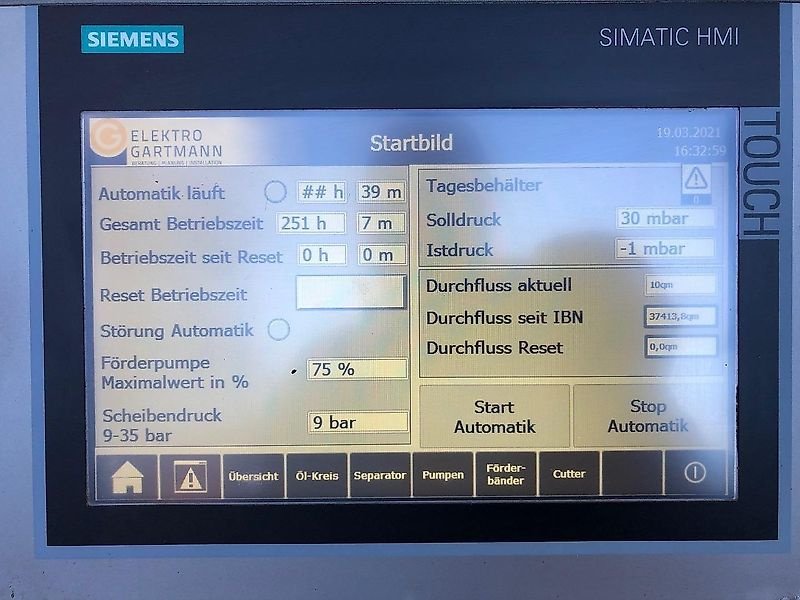 SIEMENS
SIMATIC HMI
TOUCH
ELEKTRO
GARTMANN
BERATUNG | PLANUNG | INSTALLATION
Startbild
19.03.2021
16:32:59
Automatik läuft ## h 39 m
Gesamt Betriebszeit 251 h 7 m
Betriebszeit seit Reset 0 h 0 m
Reset Betriebszeit
Störung Automatik
Förderpumpe
Maximalwert in % 75 %
Scheibendruck
9-35 bar 9 bar
Tagesbehälter
0
Solldruck 30 mbar
Istdruck -1 mbar
Durchfluss aktuell 10qm
Durchfluss seit IBN 37413,8qm
Durchfluss Reset 0,0qm
Start
Automatik
Stop
Automatik
Übersicht
Öl-Kreis
Separator
Pumpen
Förder-
bänder
Cutter